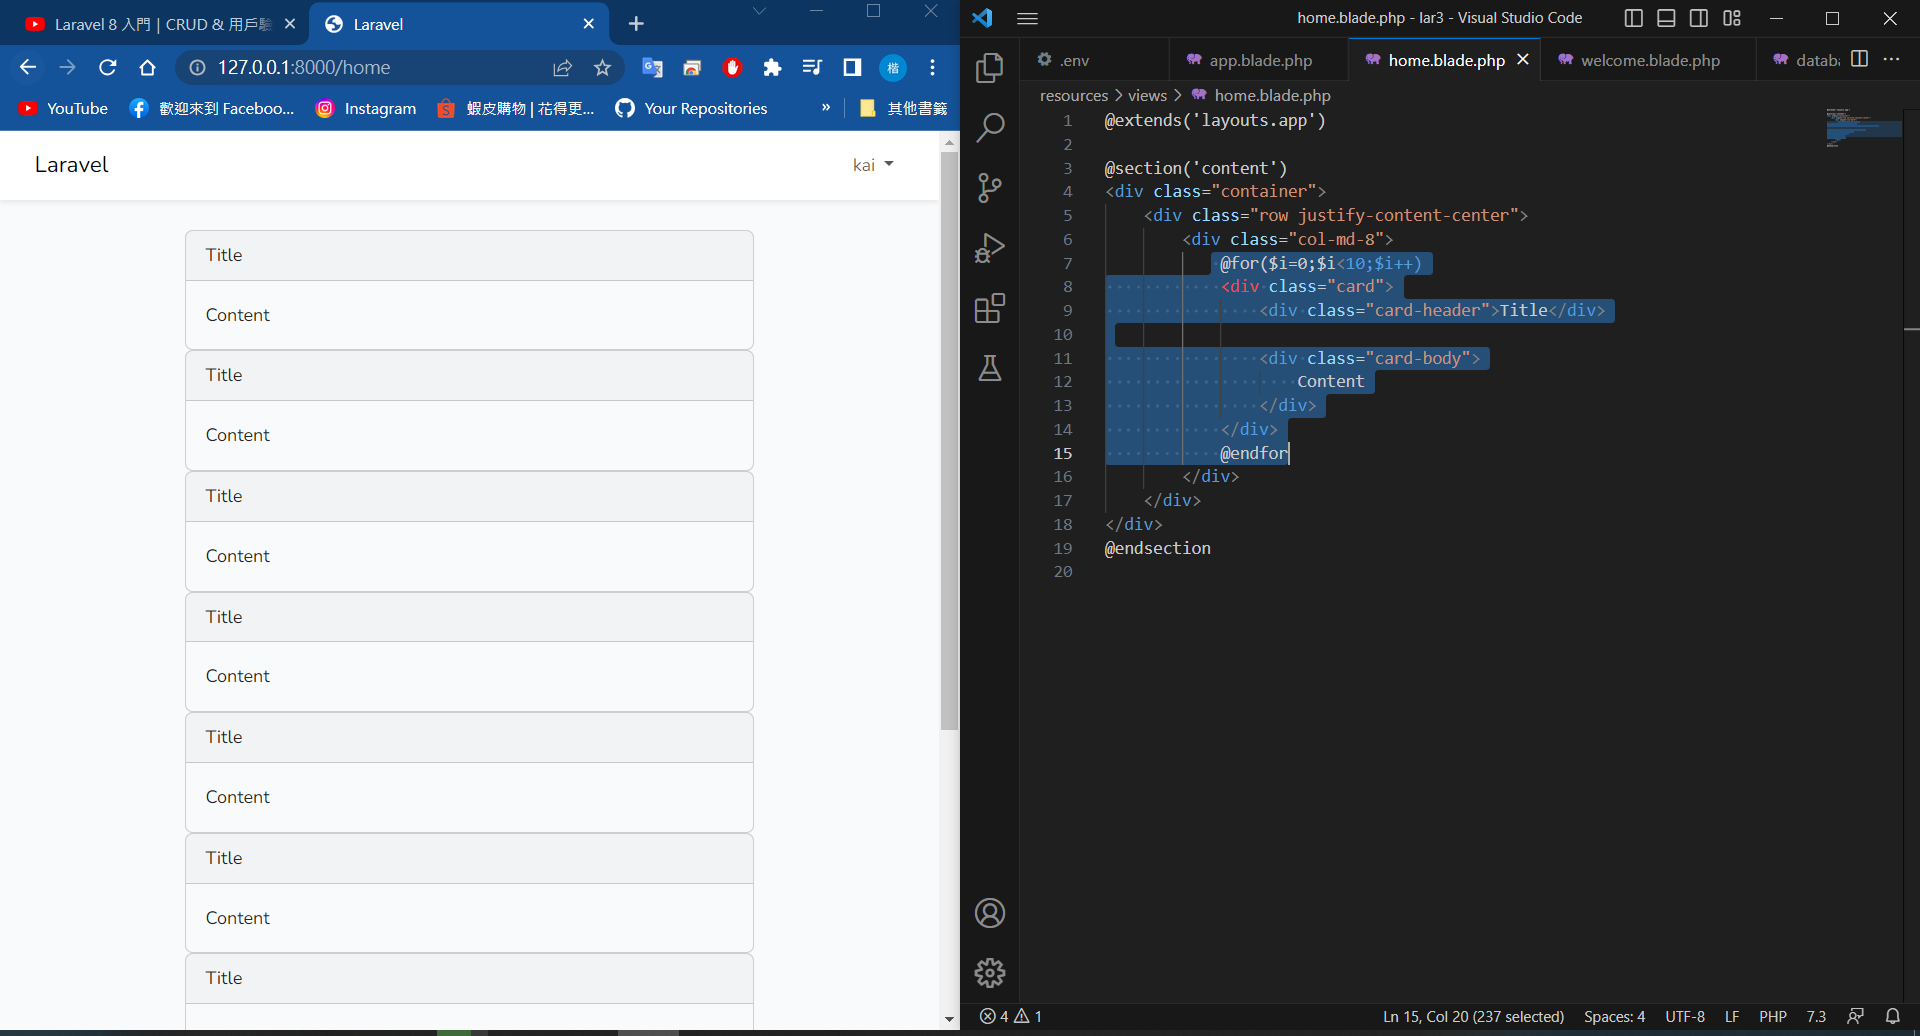 Laravel 8 入門 | CRUD & 用戶驗
Laravel
127.0.0.1:8000/home
楷
YouTube
歡迎來到 Faceboo...
Instagram
蝦皮購物 | 花得更...
Your Repositories
»
其他書籤
Laravel
kai
Title
Content
Title
Content
Title
Content
Title
Content
Title
Content
Title
Content
Title
home.blade.php - lar3 - Visual Studio Code
.env
app.blade.php
home.blade.php
welcome.blade.php
databa
resources > views > home.blade.php
1 @extends('layouts.app')
2
3 @section('content')
4 <div class="container">
5 <div class="row justify-content-center">
6 <div class="col-md-8">
7 @for($i=0;$i<10;$i++)
8 <div class="card">
9 <div class="card-header">Title</div>
10
11 <div class="card-body">
12 Content
13 </div>
14 </div>
15 @endfor
16 </div>
17 </div>
18 </div>
19 @endsection
20
4 1
Ln 15, Col 20 (237 selected) Spaces: 4 UTF-8 LF PHP 7.3